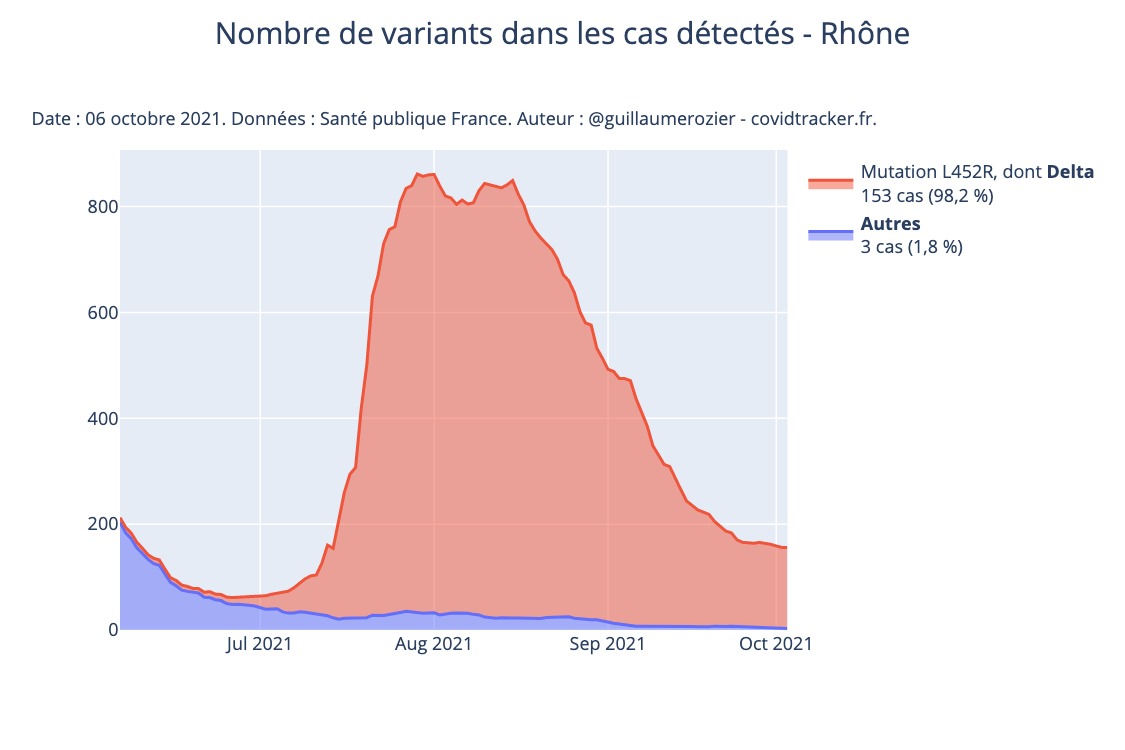 Nombre de variants dans les cas détectés - Rhône
Date : 06 octobre 2021. Données : Santé publique France. Auteur : @guillaumerozier - covidtracker.fr.
Mutation L452R, dont Delta
153 cas (98,2 %)
Autres
3 cas (1,8 %)
800
600
400
200
0
Jul 2021
Aug 2021
Sep 2021
Oct 2021